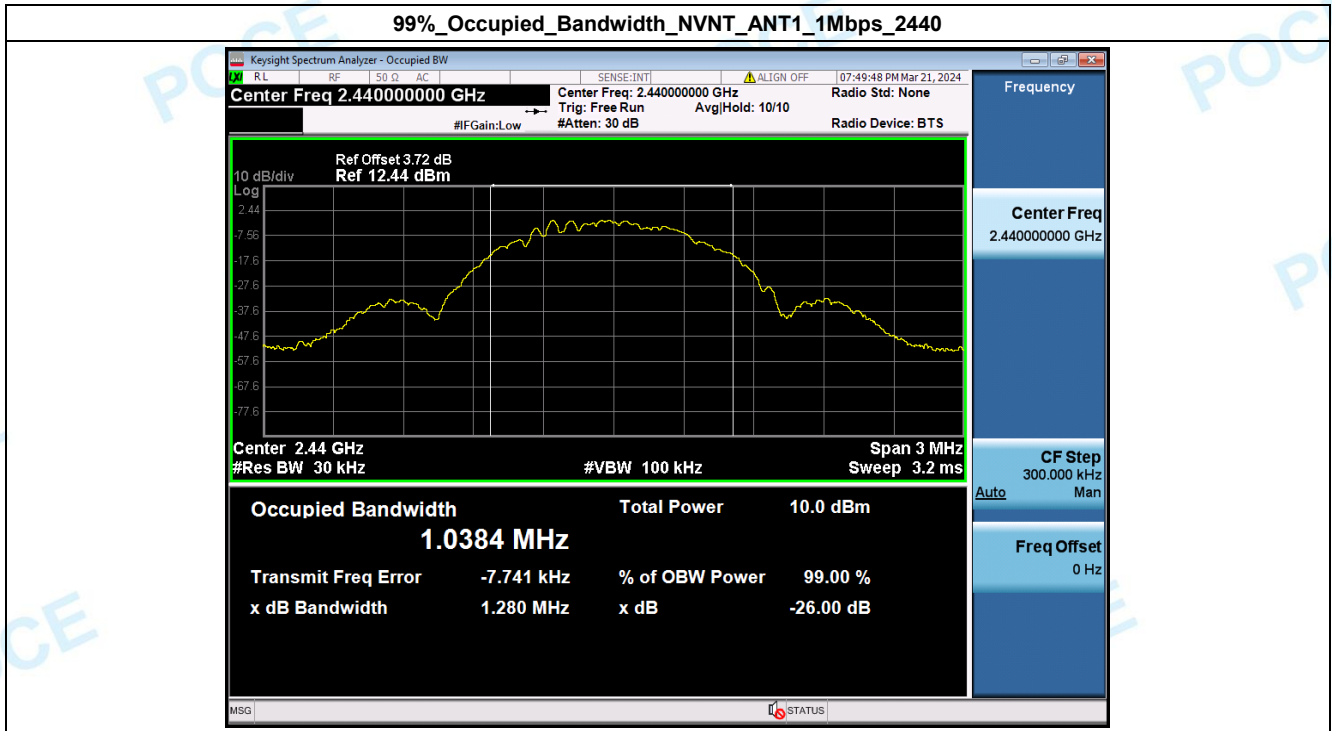 99%_Occupied_Bandwidth_NVNT_ANT1_1Mbps_2440
Keysight Spectrum Analyzer - Occupied BW
LXI RL RF 50 Ω AC SENSE:INT ALIGN OFF 07:49:48 PM Mar 21, 2024
Center Freq 2.440000000 GHz
Center Freq: 2.440000000 GHz Radio Std: None
Trig: Free Run Avg|Hold: 10/10
#IFGain:Low #Atten: 30 dB Radio Device: BTS
Ref Offset 3.72 dB
10 dB/div Ref 12.44 dBm
Log
2.44
-7.56
-17.6
-27.6
-37.6
-47.6
-57.6
-67.6
-77.6
Center 2.44 GHz Span 3 MHz
#Res BW 30 kHz #VBW 100 kHz Sweep 3.2 ms
Occupied Bandwidth Total Power 10.0 dBm
1.0384 MHz
Transmit Freq Error -7.741 kHz % of OBW Power 99.00 %
x dB Bandwidth 1.280 MHz x dB -26.00 dB
MSG STATUS
Frequency
Center Freq
2.440000000 GHz
CF Step
300.000 kHz
Auto Man
Freq Offset
0 Hz
POCE
POC
CE